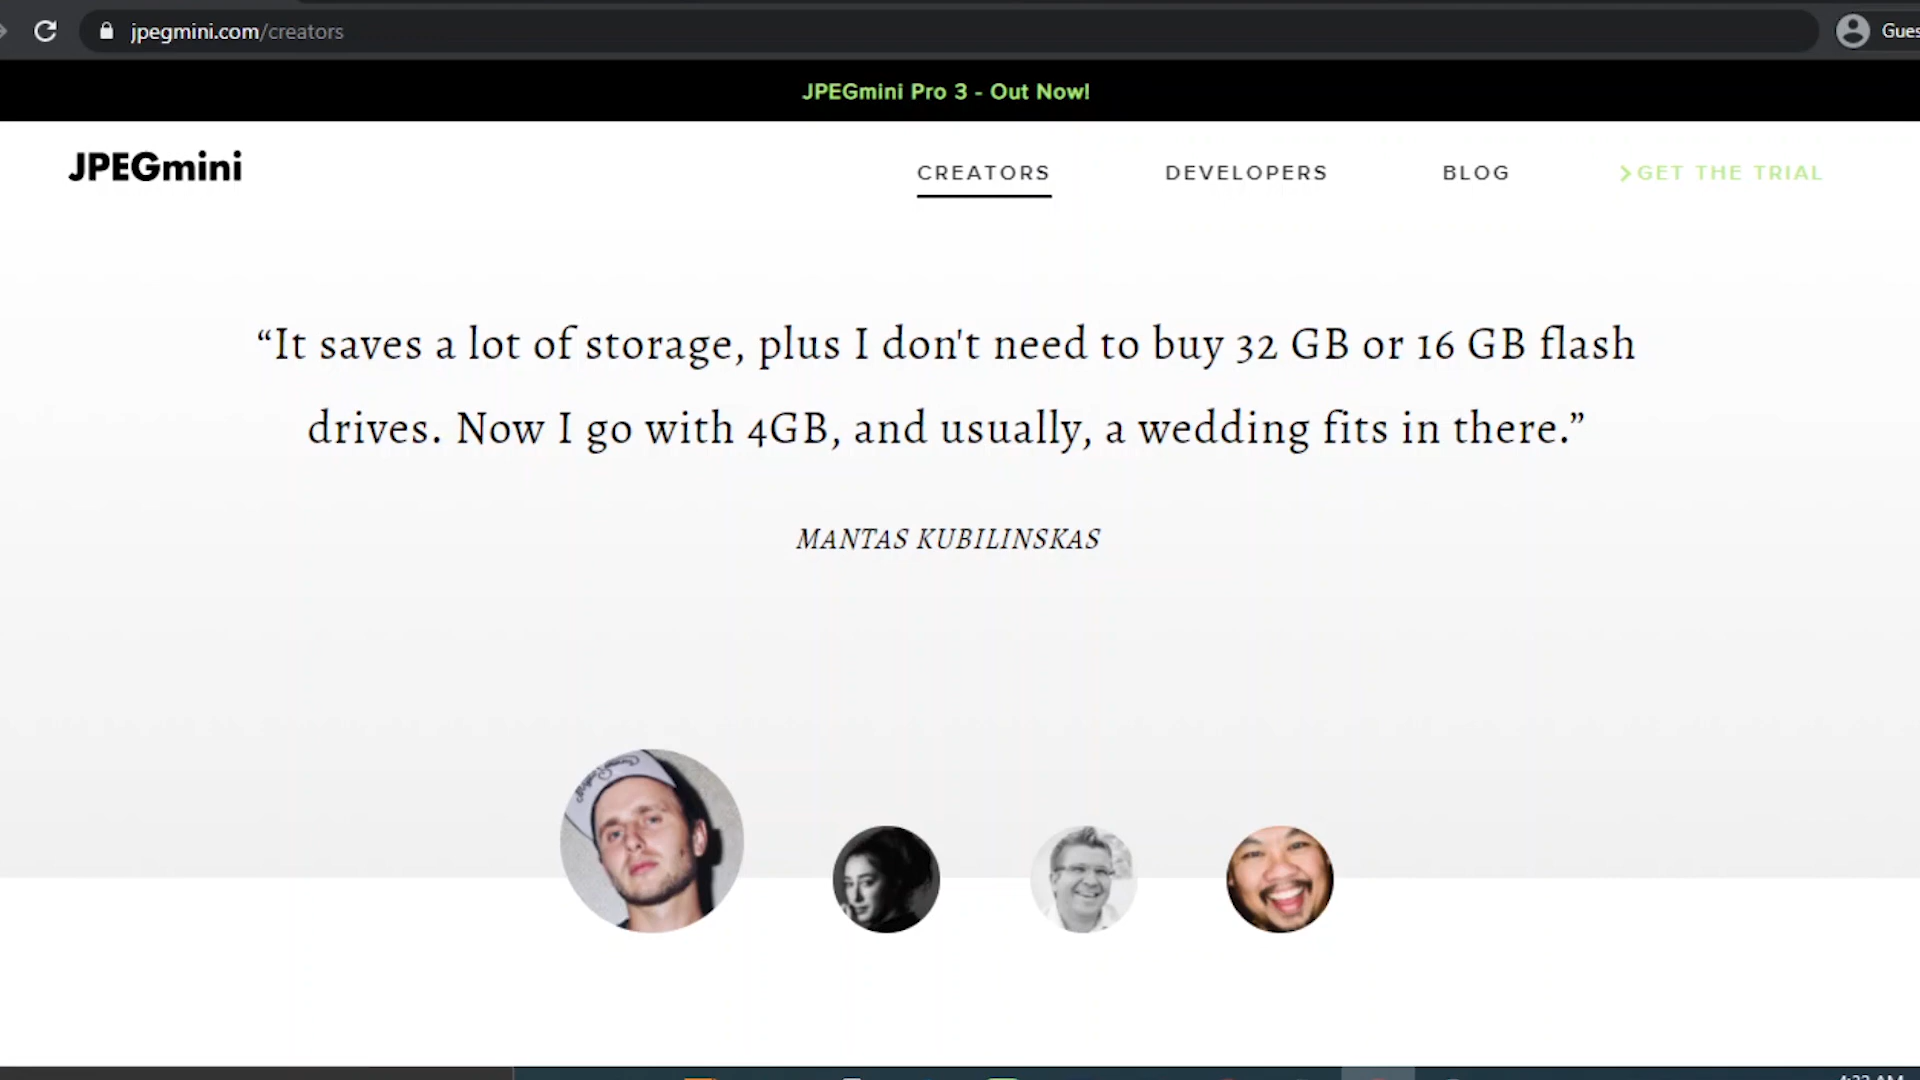 jpegmini.com/creators
Gues
JPEGmini Pro 3 - Out Now!
JPEGmini
CREATORS
DEVELOPERS
BLOG
GET THE TRIAL
“It saves a lot of storage, plus I don't need to buy 32 GB or 16 GB flash
drives. Now I go with 4GB, and usually, a wedding fits in there.”
MANTAS KUBILINSKAS